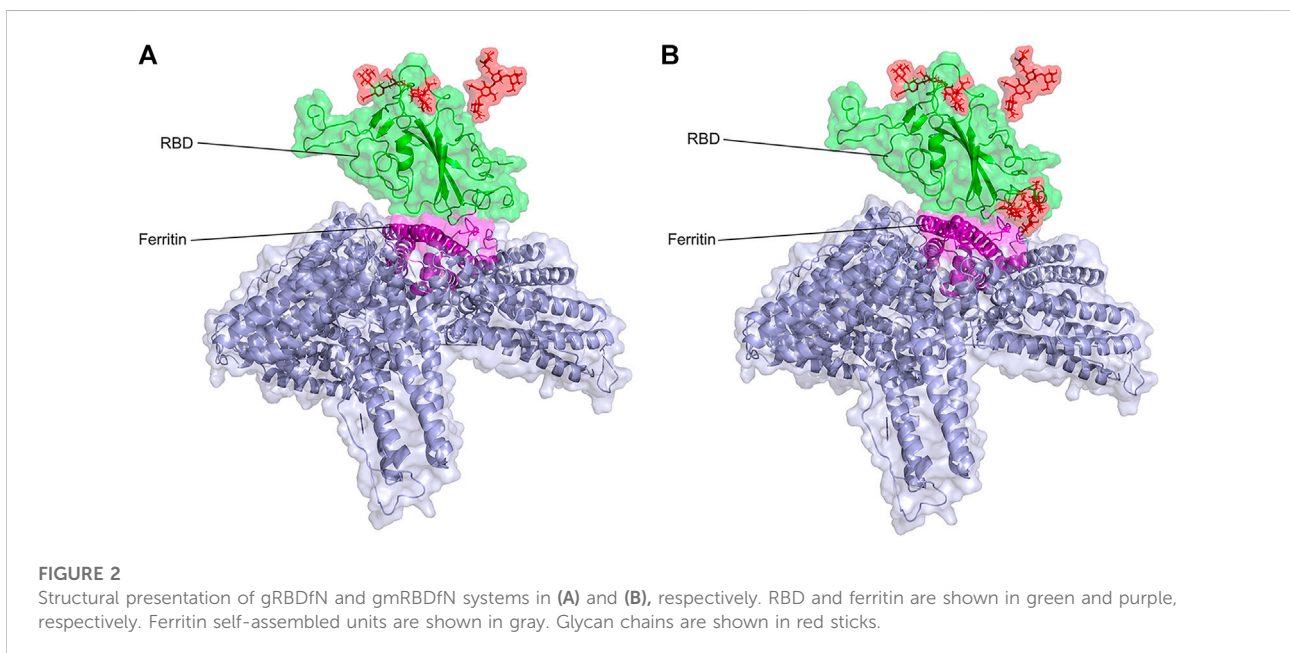 A
B
RBD
RBD
Ferritin
Ferritin
FIGURE 2
Structural presentation of gRBDfN and gmRBDfN systems in (A) and (B), respectively. RBD and ferritin are shown in green and purple,
respectively. Ferritin self-assembled units are shown in gray. Glycan chains are shown in red sticks.